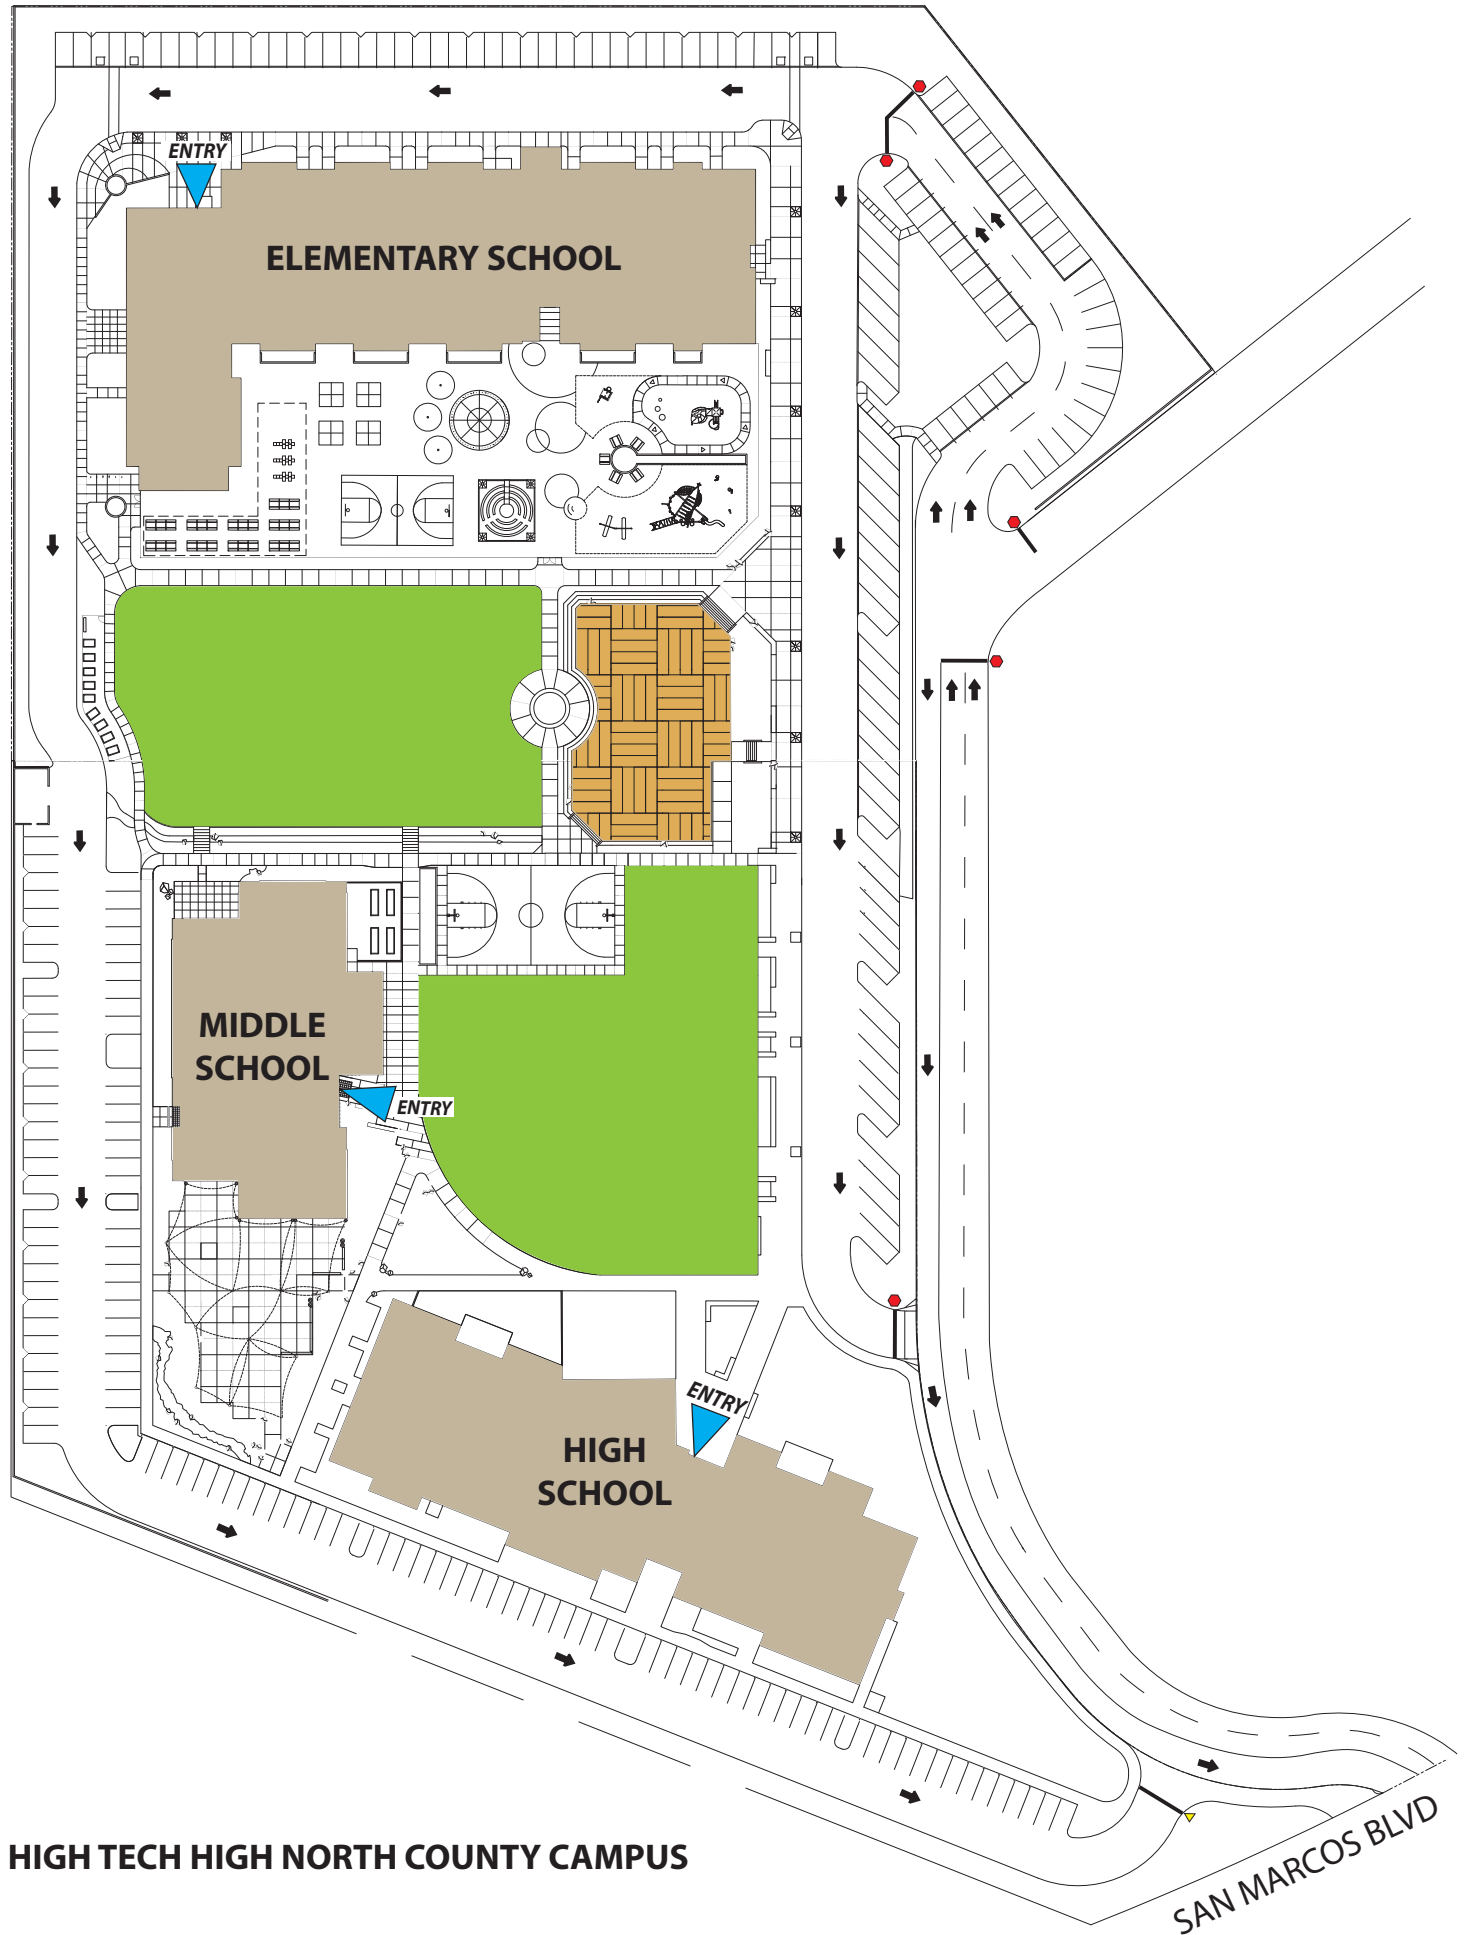 ENTRY
ELEMENTARY SCHOOL
MIDDLE
SCHOOL
ENTRY
ENTRY
HIGH
SCHOOL
HIGH TECH HIGH NORTH COUNTY CAMPUS
SAN MARCOS BLVD